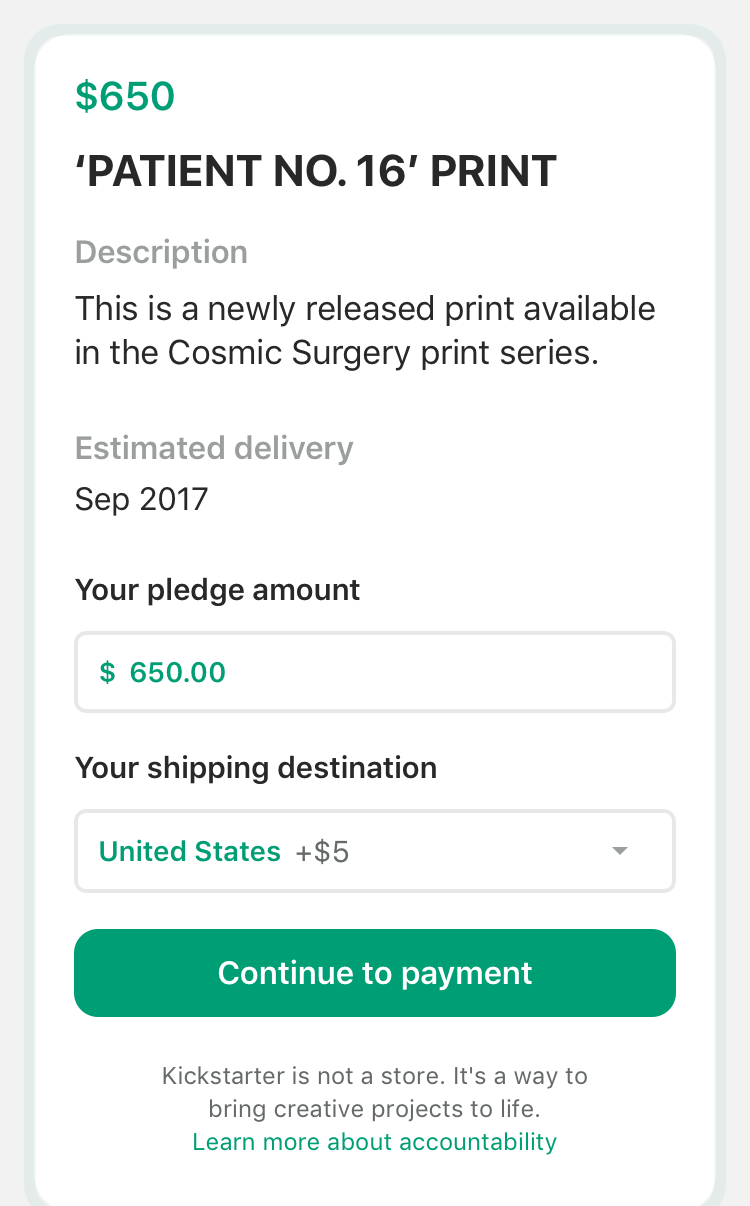 $650
‘PATIENT NO. 16’ PRINT
Description
This is a newly released print available
in the Cosmic Surgery print series.
Estimated delivery
Sep 2017
Your pledge amount
$ 650.00
Your shipping destination
United States +$5
Continue to payment
Kickstarter is not a store. It's a way to
bring creative projects to life.
Learn more about accountability